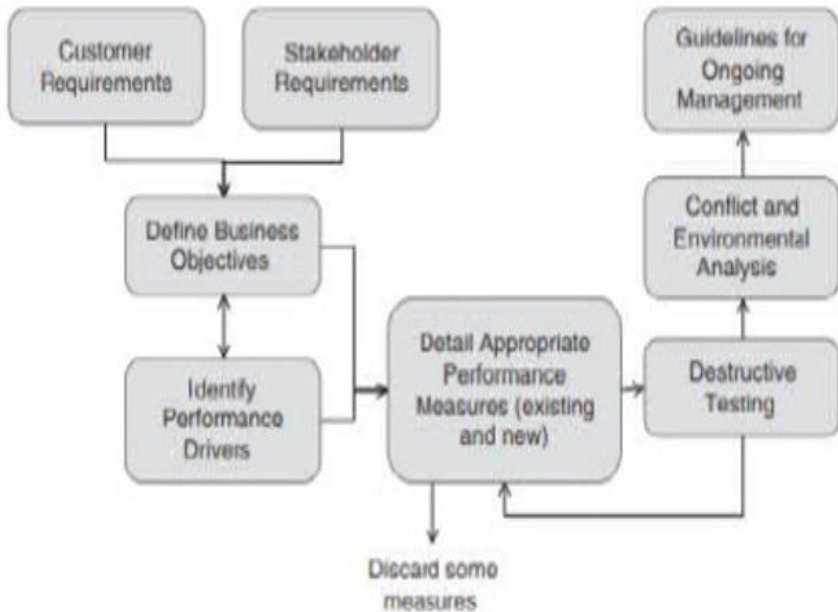 Customer
Requirements
Stakeholder
Requirements
Guidelines for
Ongoing
Management
Define Business
Objectives
Conflict and
Environmental
Analysis
Identify
Performance
Drivers
Detail Appropriate
Performance
Measures (existing
and new)
Destructive
Testing
Discard some
measures